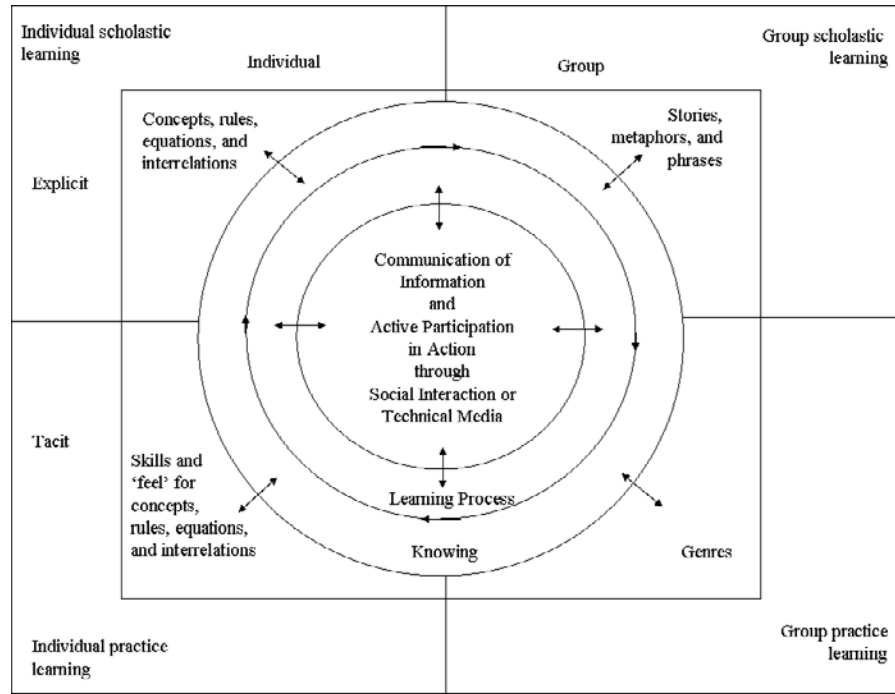 Individual scholastic
learning
Group scholastic
learning
Individual
Group
Concepts, rules,
equations, and
interrelations
Stories,
metaphors, and
phrases
Explicit
Communication of
Information
and
Active Participation
in Action
through
Social Interaction or
Technical Media
Tacit
Skills and
‘feel’ for
concepts,
rules, equations,
and interrelations
Learning Process
Knowing
Genres
Individual practice
learning
Group practice
learning